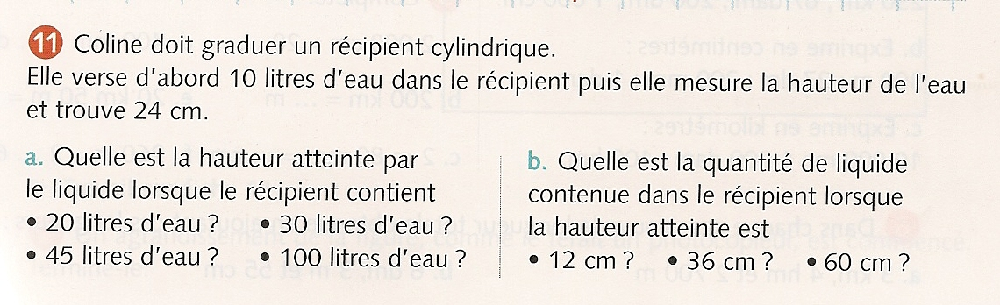 11 Coline doit graduer un récipient cylindrique.
Elle verse d'abord 10 litres d'eau dans le récipient puis elle mesure la hauteur de l'eau
et trouve 24 cm.
a. Quelle est la hauteur atteinte par
le liquide lorsque le récipient contient
• 20 litres d'eau ? • 30 litres d'eau ?
• 45 litres d'eau ? • 100 litres d'eau ?
b. Quelle est la quantité de liquide
contenue dans le récipient lorsque
la hauteur atteinte est
• 12 cm ? • 36 cm ? • 60 cm ?